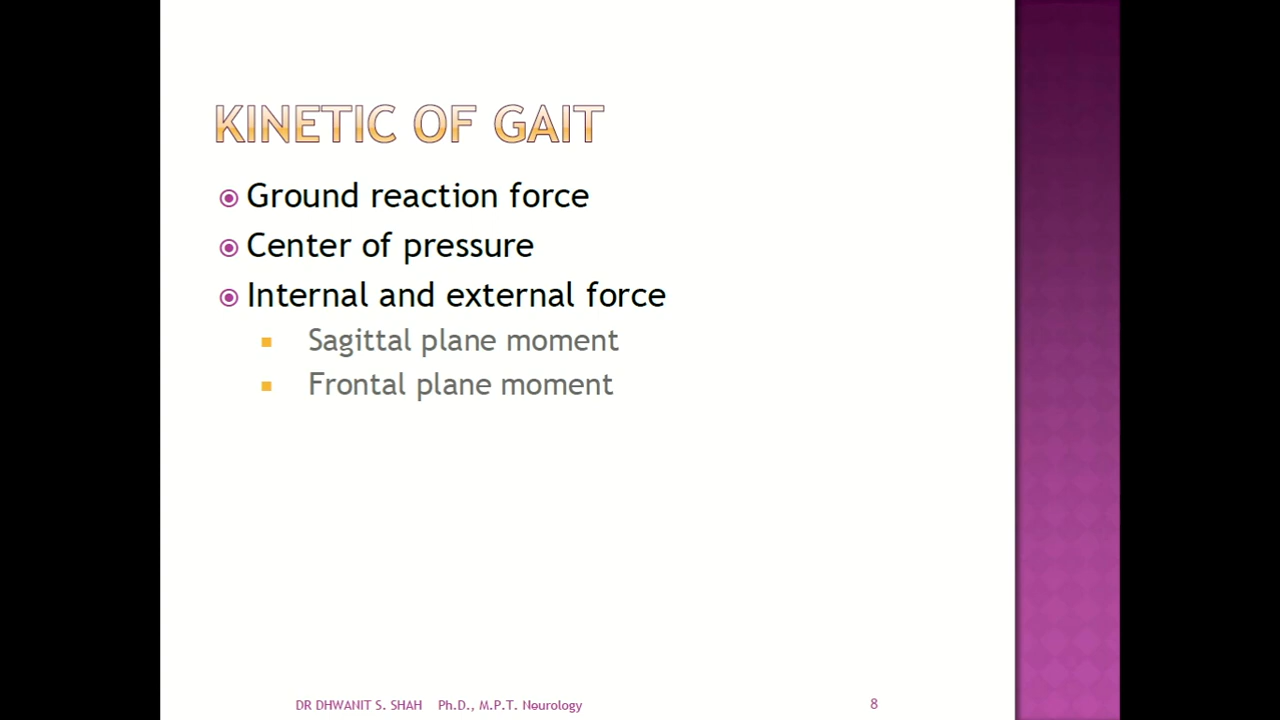 KINETIC OF GAIT
Ground reaction force
Center of pressure
Internal and external force
Sagittal plane moment
Frontal plane moment
DR DHWANIT S. SHAH Ph.D., M.P.T. Neurology
8